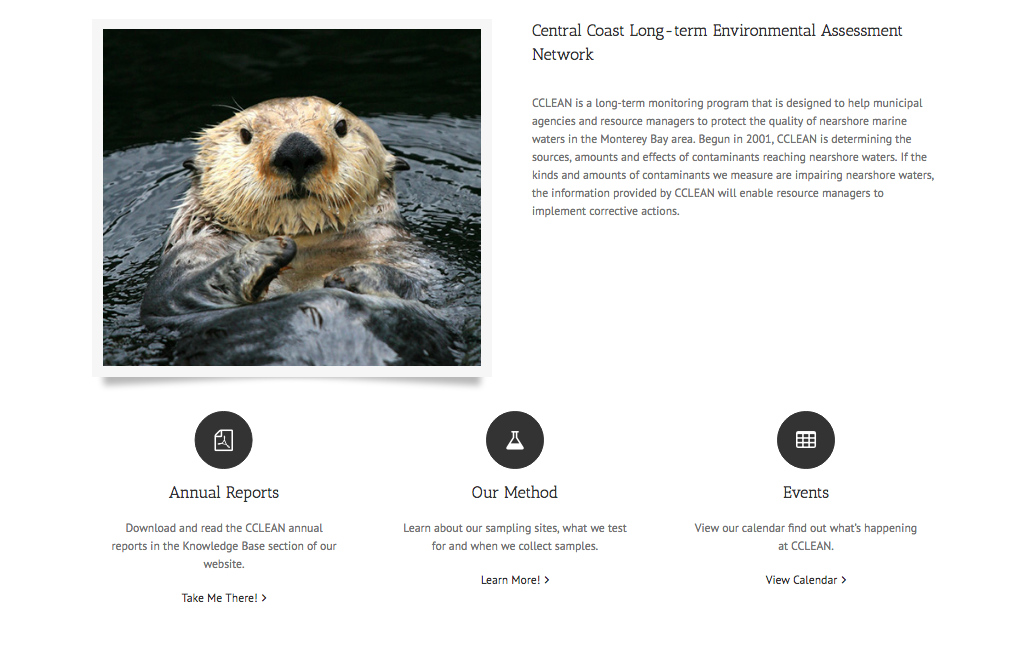 Central Coast Long-term Environmental Assessment
Network
CCLEAN is a long-term monitoring program that is designed to help municipal
agencies and resource managers to protect the quality of nearshore marine
waters in the Monterey Bay area. Begun in 2001, CCLEAN is determining the
sources, amounts and effects of contaminants reaching nearshore waters. If the
kinds and amounts of contaminants we measure are impairing nearshore waters,
the information provided by CCLEAN will enable resource managers to
implement corrective actions.
Annual Reports
Download and read the CCLEAN annual
reports in the Knowledge Base section of our
website.
Take Me There!
Our Method
Learn about our sampling sites, what we test
for and when we collect samples.
Learn More!
Events
View our calendar find out what's happening
at CCLEAN.
View Calendar